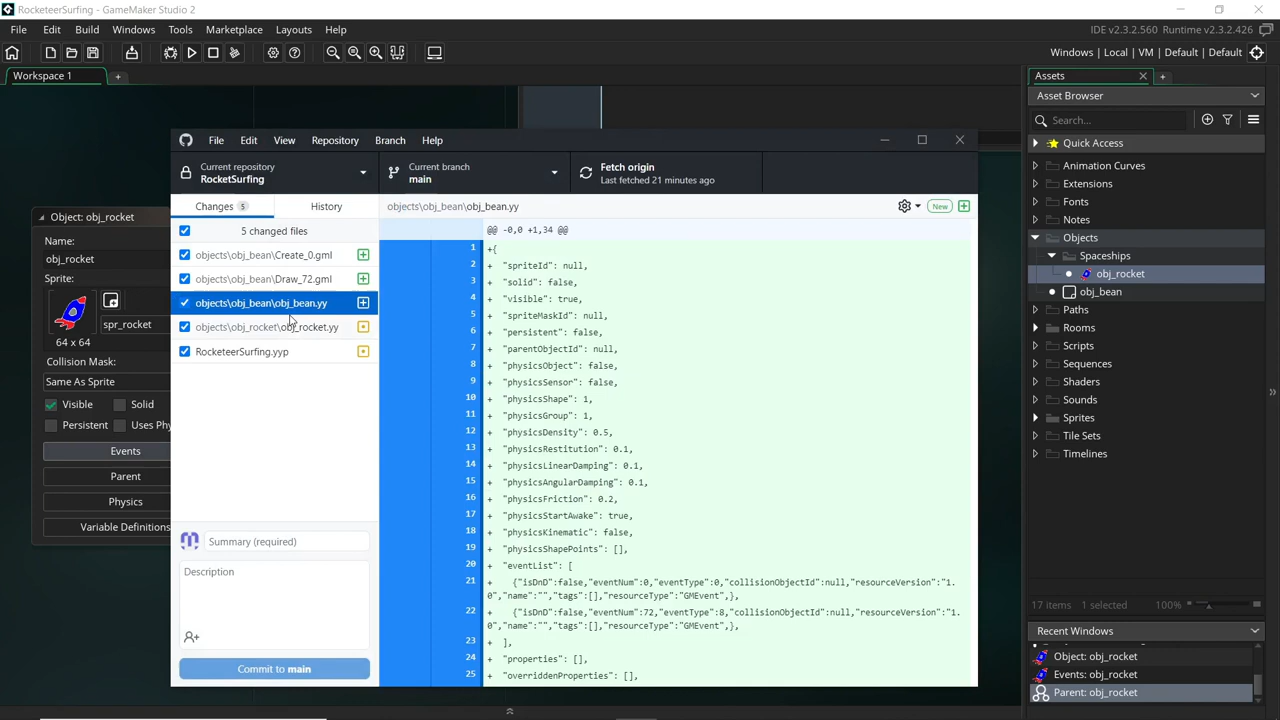 RocketeerSurfing - GameMaker Studio 2
File Edit Build Windows Tools Marketplace Layouts Help
IDE v2.3.2.560 Runtime v2.3.2.426
Windows | Local | VM | Default | Default
Workspace 1
Object: obj_rocket
Name:
obj_rocket
Sprite:
spr_rocket
64 x 64
Collision Mask:
Same As Sprite
Visible Solid
Persistent Uses Phy
Events
Parent
Physics
Variable Definitions
File Edit View Repository Branch Help
Current repository
RocketSurfing
Current branch
main
Fetch origin
Last fetched 21 minutes ago
Changes 5
History
5 changed files
objects\obj_bean\Create_0.gml
objects\obj_bean\Draw_72.gml
objects\obj_bean\obj_bean.yy
objects\obj_rocket\obj_rocket.yy
RocketeerSurfing.yyp
Summary (required)
Description
Commit to main
objects\obj_bean\obj_bean.yy
New
@@ -0,0 +1,34 @@
1 +{
2 + "spriteId": null,
3 + "solid": false,
4 + "visible": true,
5 + "spriteMaskId": null,
6 + "persistent": false,
7 + "parentObjectId": null,
8 + "physicsObject": false,
9 + "physicsSensor": false,
10 + "physicsShape": 1,
11 + "physicsGroup": 1,
12 + "physicsDensity": 0.5,
13 + "physicsRestitution": 0.1,
14 + "physicsLinearDamping": 0.1,
15 + "physicsAngularDamping": 0.1,
16 + "physicsFriction": 0.2,
17 + "physicsStartAwake": true,
18 + "physicsKinematic": false,
19 + "physicsShapePoints": [],
20 + "eventList": [
21 + {"isDnD":false,"eventNum":0,"eventType":0,"collisionObjectId":null,"resourceVersion":"1.
0","name":"","tags":[],"resourceType":"GMEvent",},
22 + {"isDnD":false,"eventNum":72,"eventType":8,"collisionObjectId":null,"resourceVersion":"1.
0","name":"","tags":[],"resourceType":"GMEvent",},
23 + ],
24 + "properties": [],
25 + "overriddenProperties": [],
Assets
Asset Browser
Search...
Quick Access
Animation Curves
Extensions
Fonts
Notes
Objects
Spaceships
obj_rocket
obj_bean
Paths
Rooms
Scripts
Sequences
Shaders
Sounds
Sprites
Tile Sets
Timelines
17 items 1 selected 100%
Recent Windows
Object: obj_rocket
Events: obj_rocket
Parent: obj_rocket